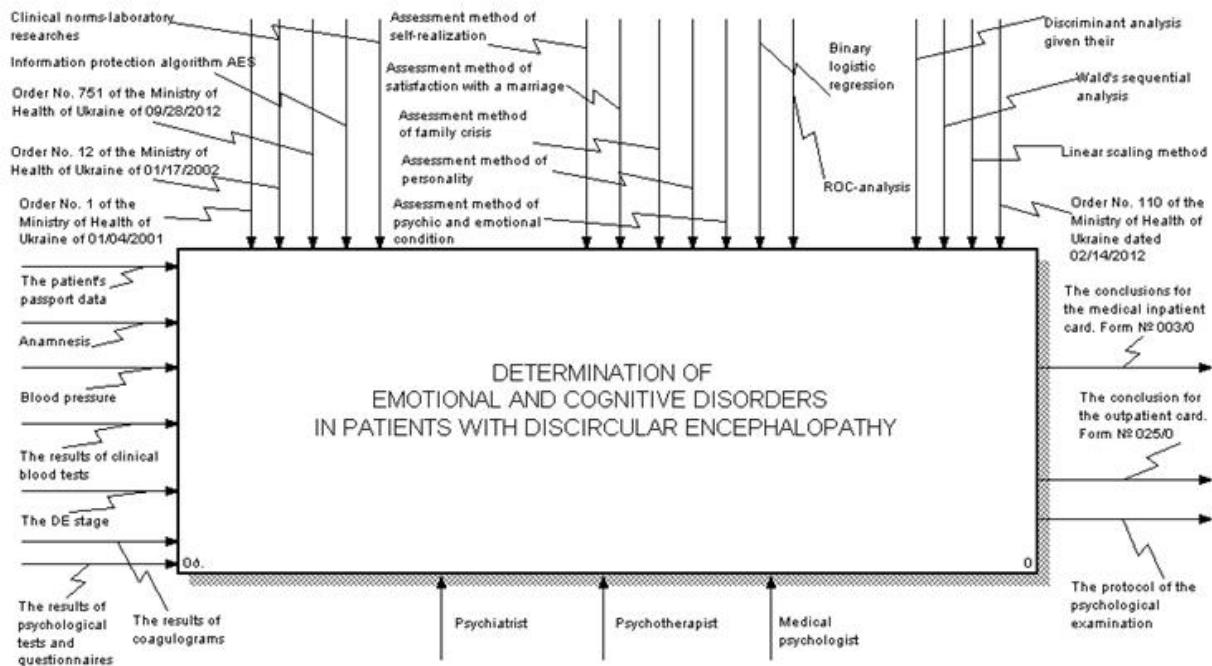 Clinical norms-laboratory
researches
Information protection algorithm AES
Order No. 751 of the Ministry of
Health of Ukraine of 09/28/2012
Order No. 12 of the Ministry of
Health of Ukraine of 01/17/2002
Order No. 1 of the
Ministry of Health of
Ukraine of 01/04/2001
Assessment method of
self-realization
Assessment method of
satisfaction with a marriage
Assessment method
of family crisis
Assessment method of
personality
Assessment method of
psychic and emotional
condition
Binary
logistic
regression
ROC-analysis
Discriminant analysis
given their
Wald's sequential
analysis
Linear scaling method
Order No. 110 of the
Ministry of Health of
Ukraine dated
02/14/2012
The patient's
passport data
Anamnesis
Blood pressure
The results of clinical
blood tests
The DE stage
The results of
psychological
tests and
questionnaires
The results of
coagulograms
DETERMINATION OF
EMOTIONAL AND COGNITIVE DISORDERS
IN PATIENTS WITH DISCIRCULAR ENCEPHALOPATHY
0
The conclusions for
the medical inpatient
card. Form № 003/0
The conclusion for
the outpatient card.
Form № 025/0
The protocol of the
psychological
examination
Psychiatrist
Psychotherapist
Medical
psychologist